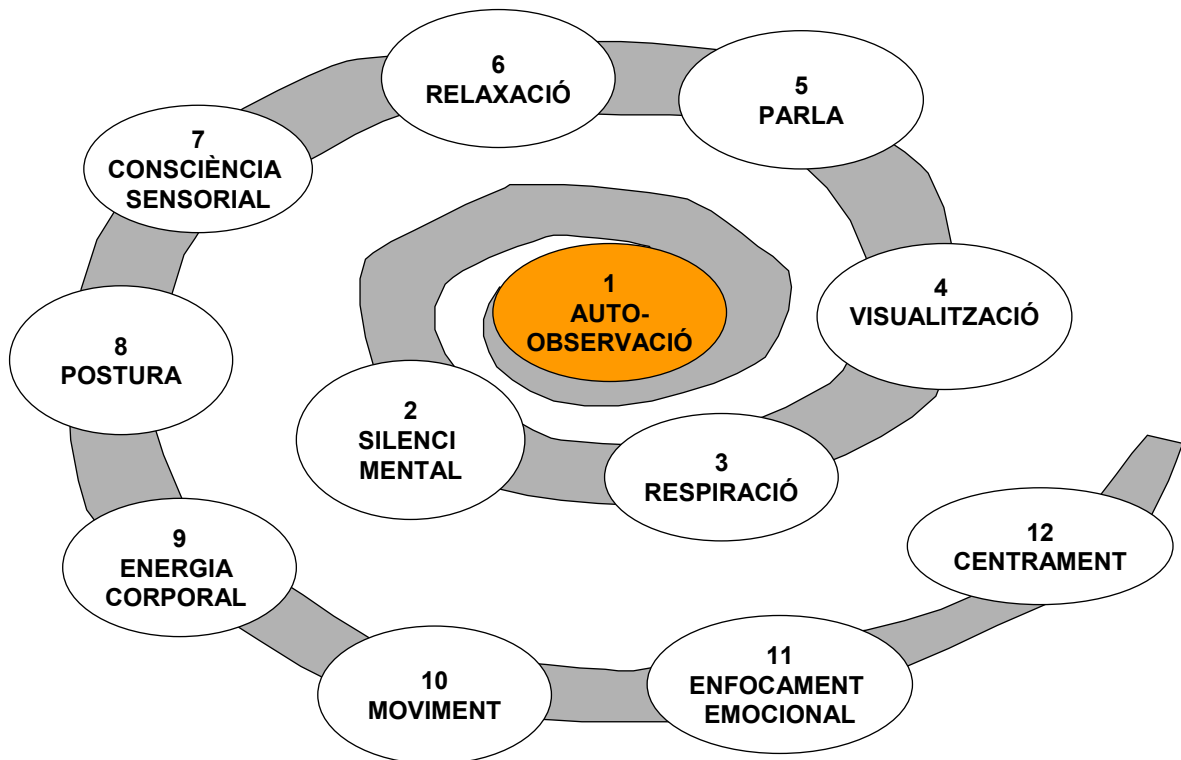 1
AUTO-
OBSERVACIÓ
2
SILENCI
MENTAL
3
RESPIRACIÓ
4
VISUALITZACIÓ
5
PARLA
6
RELAXACIÓ
7
CONSCIÈNCIA
SENSORIAL
8
POSTURA
9
ENERGIA
CORPORAL
10
MOVIMENT
11
ENFOCAMENT
EMOCIONAL
12
CENTRAMENT